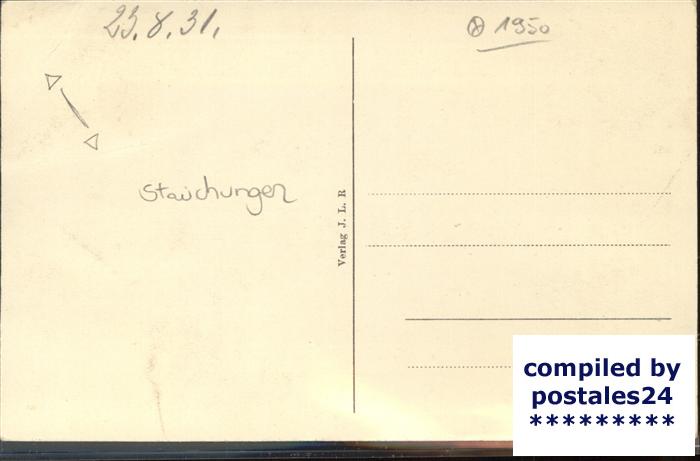 23.8.31.
1950
Stauchungen
Verlag J. L. R
compiled by
postales24
*********